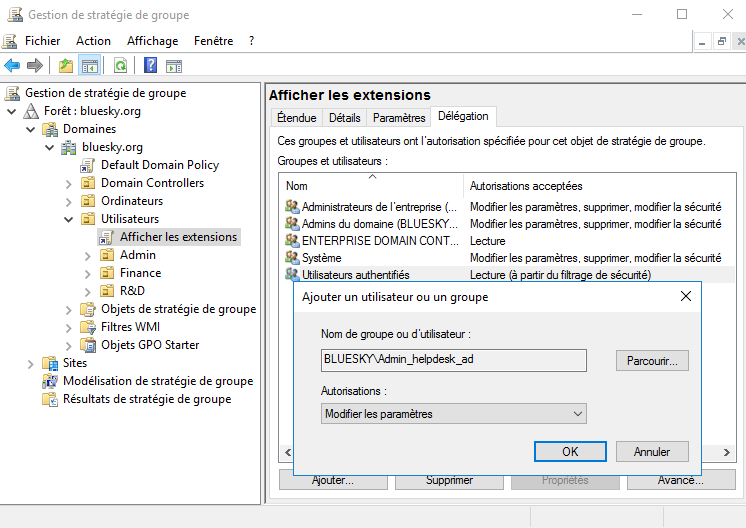 Gestion de stratégie de groupe
Fichier Action Affichage Fenêtre ?
Gestion de stratégie de groupe
Forêt : bluesky.org
Domaines
bluesky.org
Default Domain Policy
Domain Controllers
Ordinateurs
Utilisateurs
Afficher les extensions
Admin
Finance
R&D
Objets de stratégie de groupe
Filtres WMI
Objets GPO Starter
Sites
Modélisation de stratégie de groupe
Résultats de stratégie de groupe
Afficher les extensions
Étendue Détails Paramètres Délégation
Ces groupes et utilisateurs ont l'autorisation spécifiée pour cet objet de stratégie de groupe.
Groupes et utilisateurs :
Nom Autorisations acceptées
Administrateurs de l'entreprise (... Modifier les paramètres, supprimer, modifier la sécurité
Admins du domaine (BLUESKY... Modifier les paramètres, supprimer, modifier la sécurité
ENTERPRISE DOMAIN CONT... Lecture
Système Modifier les paramètres, supprimer, modifier la sécurité
Utilisateurs authentifiés Lecture (à partir du filtrage de sécurité)
Ajouter un utilisateur ou un groupe
Nom de groupe ou d'utilisateur :
BLUESKY\Admin_helpdesk_ad Parcourir...
Autorisations :
Modifier les paramètres
OK Annuler
Ajouter... Supprimer Propriétés Avancé...